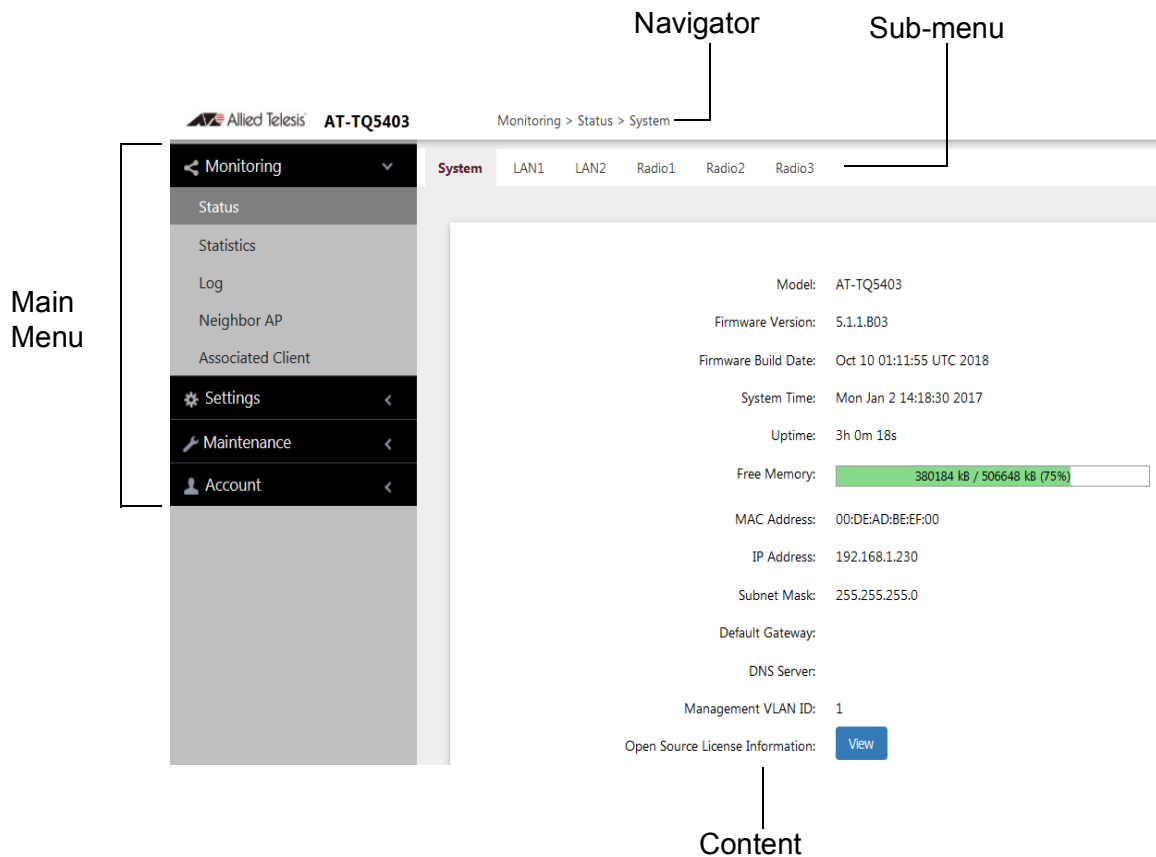 Navigator
Sub-menu
Allied Telesis AT-TQ5403
Monitoring > Status > System
Monitoring
System LAN1 LAN2 Radio1 Radio2 Radio3
Status
Statistics
Log
Neighbor AP
Associated Client
Settings
Maintenance
Account
Main
Menu
Model: AT-TQ5403
Firmware Version: 5.1.1.B03
Firmware Build Date: Oct 10 01:11:55 UTC 2018
System Time: Mon Jan 2 14:18:30 2017
Uptime: 3h 0m 18s
Free Memory: 380184 kB / 506648 kB (75%)
MAC Address: 00:DE:AD:BE:EF:00
IP Address: 192.168.1.230
Subnet Mask: 255.255.255.0
Default Gateway:
DNS Server:
Management VLAN ID: 1
Open Source License Information: View
Content